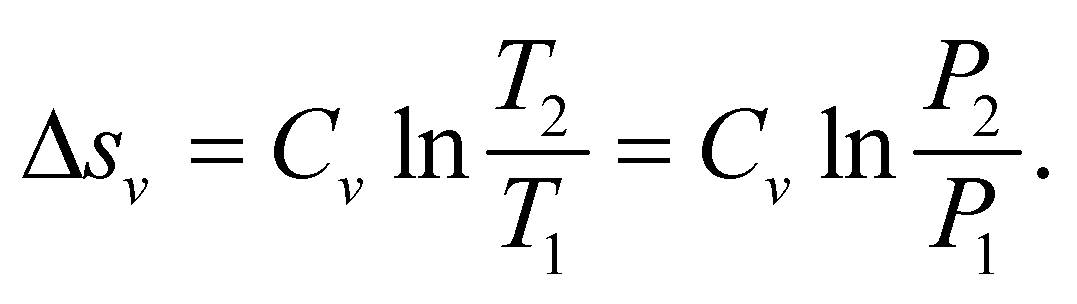 Δs_v = C_v ln T_2/T_1 = C_v ln P_2/P_1.